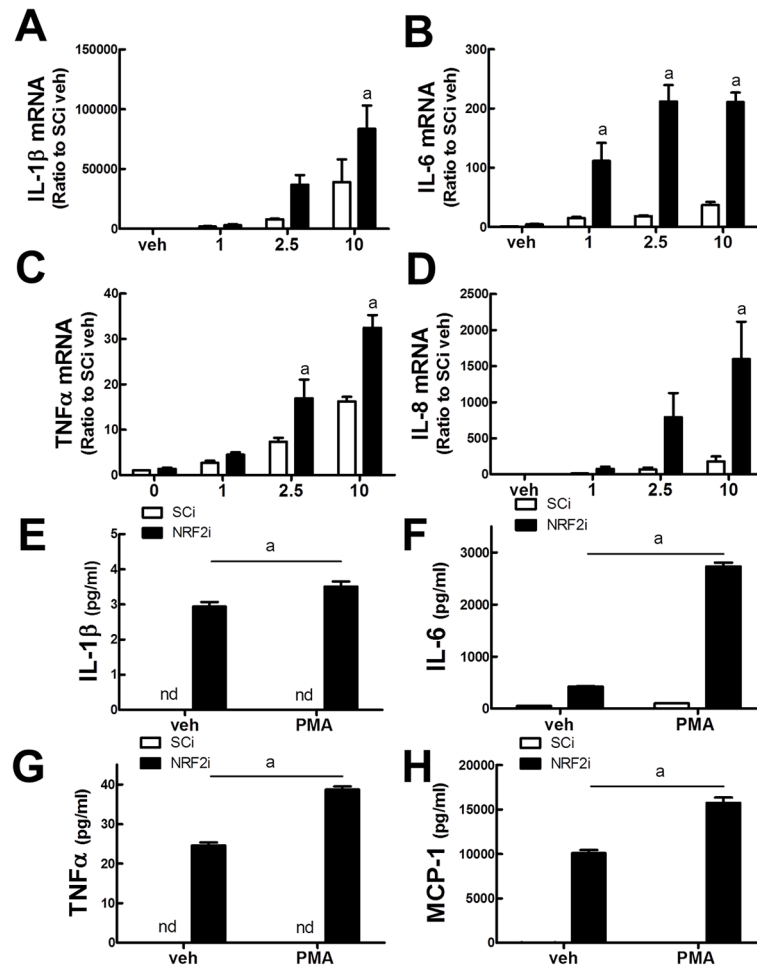 A
IL-1β mRNA
(Ratio to SCi veh)
150000
100000
50000
0
a
veh 1 2.5 10
B
IL-6 mRNA
(Ratio to SCi veh)
300
200
100
0
a a a
veh 1 2.5 10
C
TNFα mRNA
(Ratio to SCi veh)
40
30
20
10
0
a a
0 1 2.5 10
D
IL-8 mRNA
(Ratio to SCi veh)
2500
2000
1500
1000
500
0
a
veh 1 2.5 10
SCi
NRF2i
E
IL-1β (pg/ml)
5
4
3
2
1
0
a
nd nd
veh PMA
SCi
NRF2i
F
IL-6 (pg/ml)
3000
2000
1000
0
a
veh PMA
SCi
NRF2i
G
TNFα (pg/ml)
60
40
20
0
a
nd nd
veh PMA
SCi
NRF2i
H
MCP-1 (pg/ml)
20000
15000
10000
5000
0
a
veh PMA